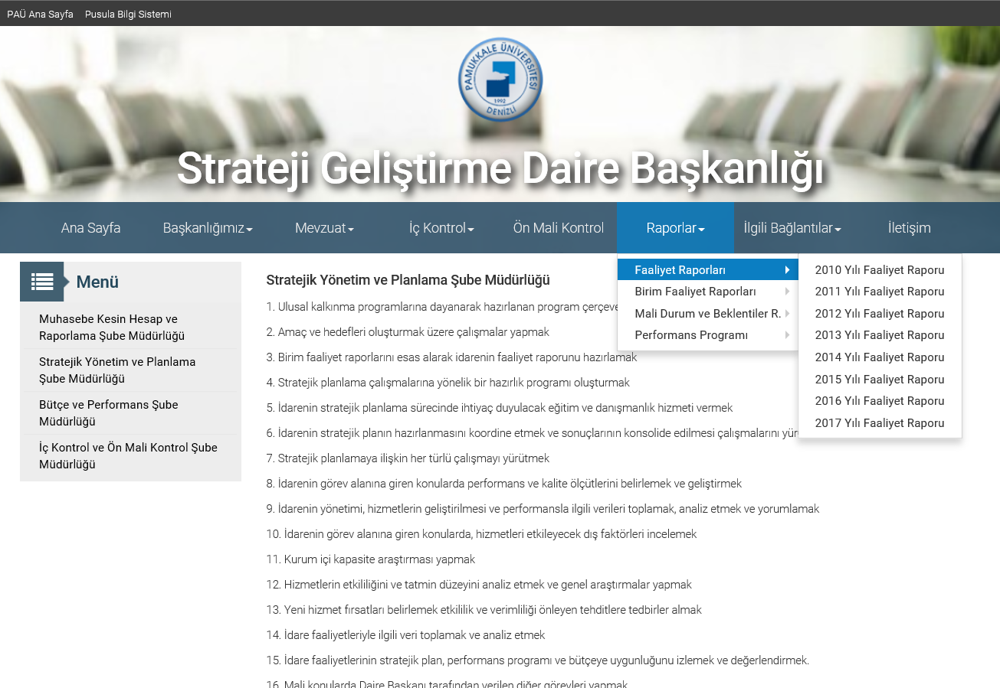 PAÜ Ana Sayfa Pusula Bilgi Sistemi
PAMUKKALE ÜNİVERSİTESİ
1992
DENİZLİ
Strateji Geliştirme Daire Başkanlığı
Ana Sayfa Başkanlığımız Mevzuat İç Kontrol Ön Mali Kontrol Raporlar İlgili Bağlantılar İletişim
Faaliyet Raporları
Birim Faaliyet Raporları
Mali Durum ve Beklentiler R.
Performans Programı
2010 Yılı Faaliyet Raporu
2011 Yılı Faaliyet Raporu
2012 Yılı Faaliyet Raporu
2013 Yılı Faaliyet Raporu
2014 Yılı Faaliyet Raporu
2015 Yılı Faaliyet Raporu
2016 Yılı Faaliyet Raporu
2017 Yılı Faaliyet Raporu
Menü
Muhasebe Kesin Hesap ve
Raporlama Şube Müdürlüğü
Stratejik Yönetim ve Planlama
Şube Müdürlüğü
Bütçe ve Performans Şube
Müdürlüğü
İç Kontrol ve Ön Mali Kontrol Şube
Müdürlüğü
Stratejik Yönetim ve Planlama Şube Müdürlüğü
1. Ulusal kalkınma programlarına dayanarak hazırlanan program
2. Amaç ve hedefleri oluşturmak üzere çalışmalar yapmak
3. Birim faaliyet raporlarını esas alarak idarenin faaliyet raporunu hazırlamak
4. Stratejik planlama çalışmalarına yönelik bir hazırlık programı oluşturmak
5. İdarenin stratejik planlama sürecinde ihtiyaç duyulacak eğitim ve danışmanlık hizmeti vermek
6. İdarenin stratejik planın hazırlanmasını koordine etmek ve sonuçlarının konsolide edilmesi çalışmalarını
7. Stratejik planlamaya ilişkin her türlü çalışmayı yürütmek
8. İdarenin görev alanına giren konularda performans ve kalite ölçütlerini belirlemek ve geliştirmek
9. İdarenin yönetimi, hizmetlerin geliştirilmesi ve performansla ilgili verileri toplamak, analiz etmek ve yorumlamak
10. İdarenin görev alanına giren konularda, hizmetleri etkileyecek dış faktörleri incelemek
11. Kurum içi kapasite araştırması yapmak
12. Hizmetlerin etkililiğini ve tatmin düzeyini analiz etmek ve genel araştırmalar yapmak
13. Yeni hizmet fırsatları belirlemek etkililik ve verimliliği önleyen tehditlere tedbirler almak
14. İdare faaliyetleriyle ilgili veri toplamak ve analiz etmek
15. İdare faaliyetlerinin stratejik plan, performans programı ve bütçeye uygunluğunu izlemek ve değerlendirmek.
16. Mali konularda Daire Başkanı tarafından verilen diğer görevleri yapmak